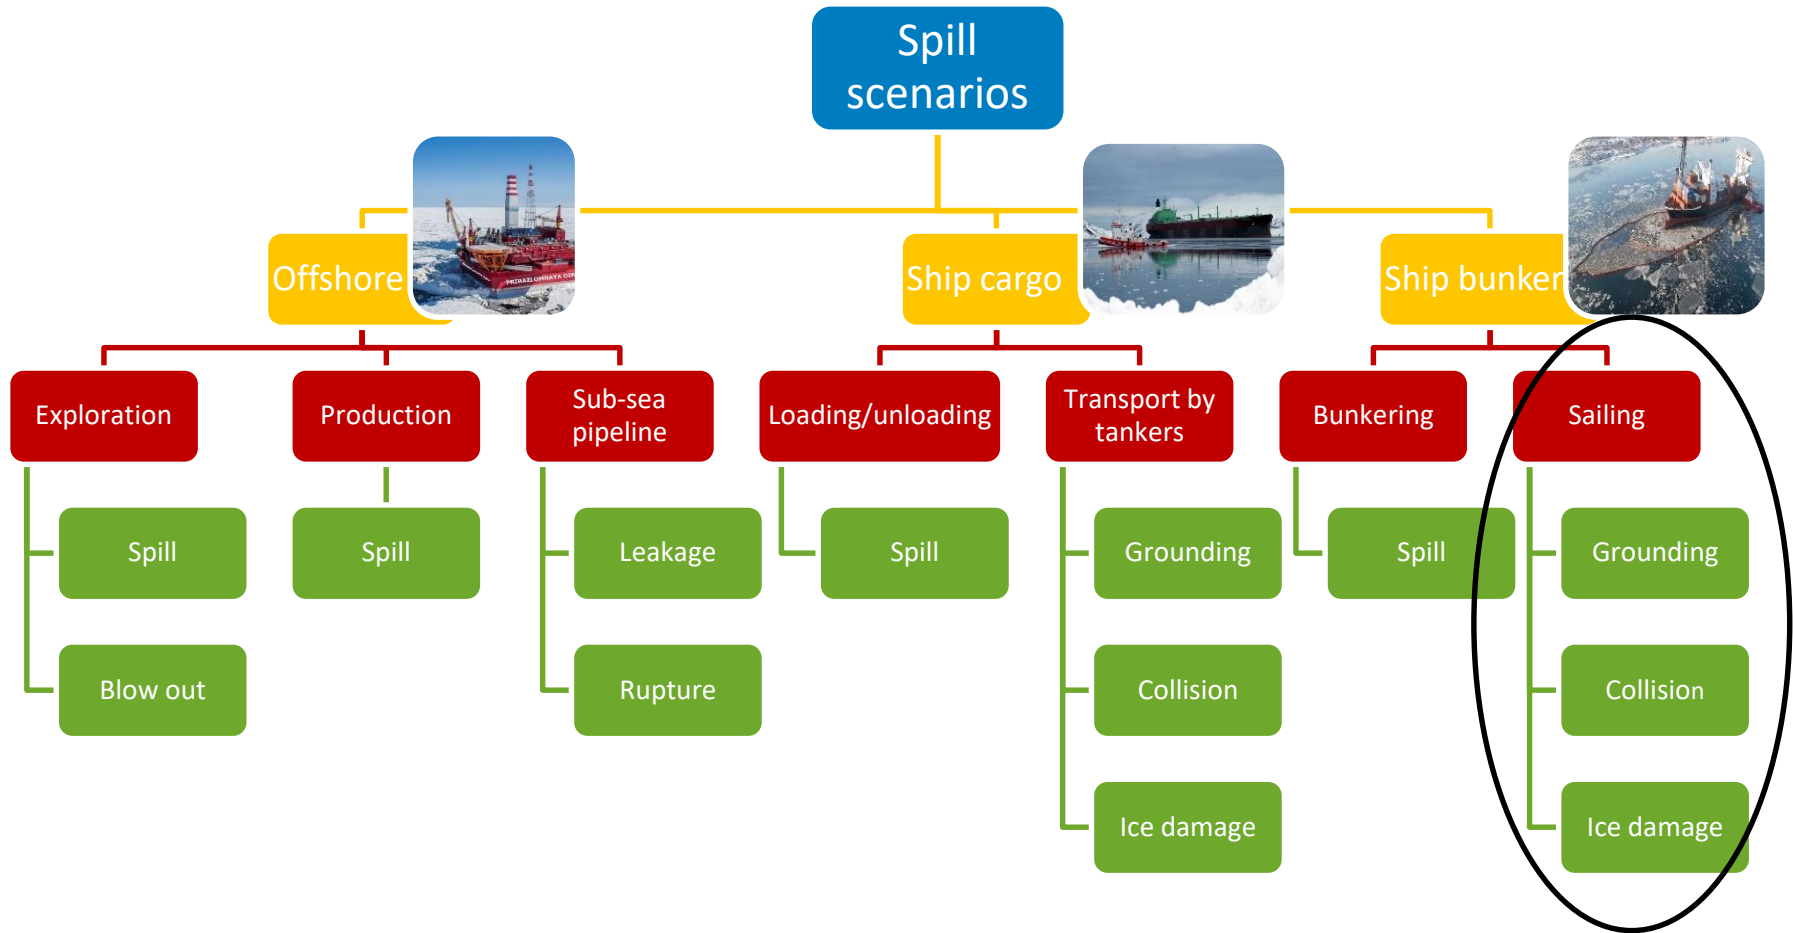 Spill
scenarios
Offshore
PRIRAZLOMNAYA
Ship cargo
Ship bunker
Exploration
Production
Sub-sea
pipeline
Loading/unloading
Transport by
tankers
Bunkering
Sailing
Spill
Spill
Leakage
Spill
Grounding
Spill
Grounding
Blow out
Rupture
Collision
Collision
Ice damage
Ice damage